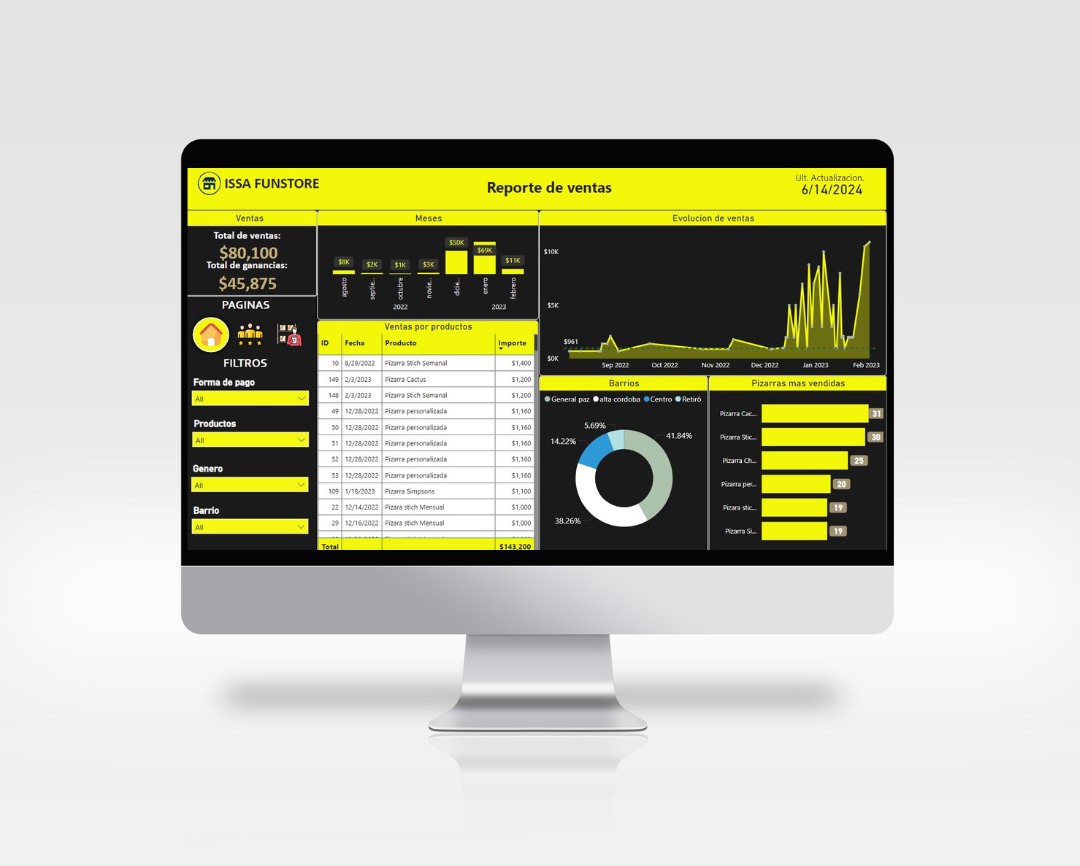 ISSA FUNSTORE
Reporte de ventas
Ult. Actualizacion.
6/14/2024
Ventas
Total de ventas:
$80,100
Total de ganancias:
$45,875
PAGINAS
FILTROS
Forma de pago
All
Productos
All
Genero
All
Barrio
All
Meses
$8K
$2K
$1K
$3K
$50K
$69K
$11K
agosto
septie...
octubre
novie...
dicie...
enero
febrero
2022
2023
Ventas por productos
ID Fecha Producto Importe
10 8/29/2022 Pizarra Stich Semanal $1,400
149 2/3/2023 Pizarra Cactus $1,200
148 2/3/2023 Pizarra Stich Semanal $1,200
49 12/28/2022 Pizarra personalizada $1,160
50 12/28/2022 Pizarra personalizada $1,160
51 12/28/2022 Pizarra personalizada $1,160
52 12/28/2022 Pizarra personalizada $1,160
53 12/28/2022 Pizarra personalizada $1,160
109 1/18/2023 Pizarra Simpsons $1,100
22 12/14/2022 Pizara stich Mensual $1,000
29 12/16/2022 Pizara stich Mensual $1,000
Total $143,200
Evolucion de ventas
$10K
$5K
$0K
$961
Sep 2022 Oct 2022 Nov 2022 Dec 2022 Jan 2023 Feb 2023
Barrios
General paz alta cordoba Centro Retiró
5.69%
14.22%
41.84%
38.26%
Pizarras mas vendidas
Pizarra Cac... 31
Pizarra Stic... 30
Pizarra Ch... 25
Pizarra per... 20
Pizara stic... 19
Pizarra Si... 19